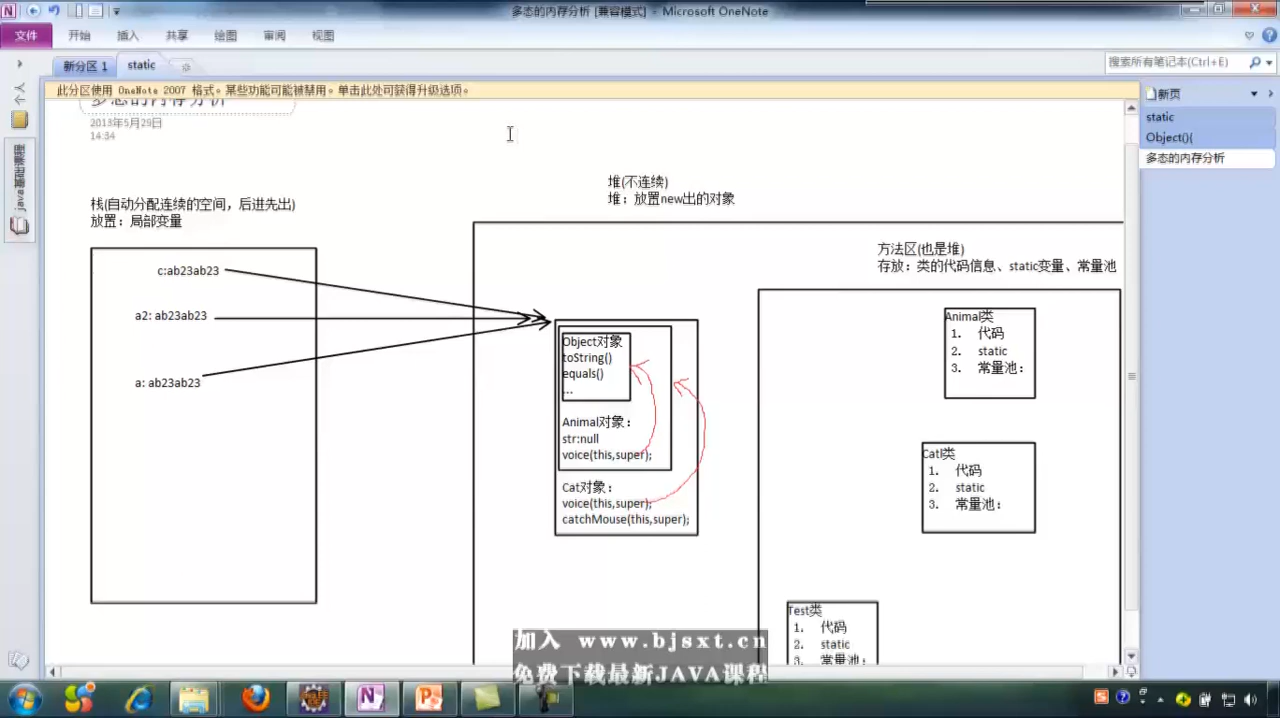 多态的内存分析 [兼容模式] - Microsoft OneNote
文件 开始 插入 共享 绘图 审阅 视图
新分区 1 static
搜索所有笔记本(Ctrl+E)
此分区使用 OneNote 2007 格式。某些功能可能被禁用。单击此处可获得升级选项。
新页
static
Object(){
多态的内存分析
多态的内存分析
2013年5月29日
14:34
堆(不连续)
堆：放置new出的对象
栈(自动分配连续的空间，后进先出)
放置：局部变量
方法区(也是堆)
存放：类的代码信息、static变量、常量池
c:ab23ab23
a2: ab23ab23
a: ab23ab23
Object对象
toString()
equals()
...
Animal对象：
str:null
voice(this,super);
Cat对象：
voice(this,super);
catchMouse(this,super);
Animal类
1. 代码
2. static
3. 常量池：
Catl类
1. 代码
2. static
3. 常量池：
Test类
1. 代码
2. static
3. 常量池：
加入 www.bjsxt.cn
免费下载最新JAVA课程